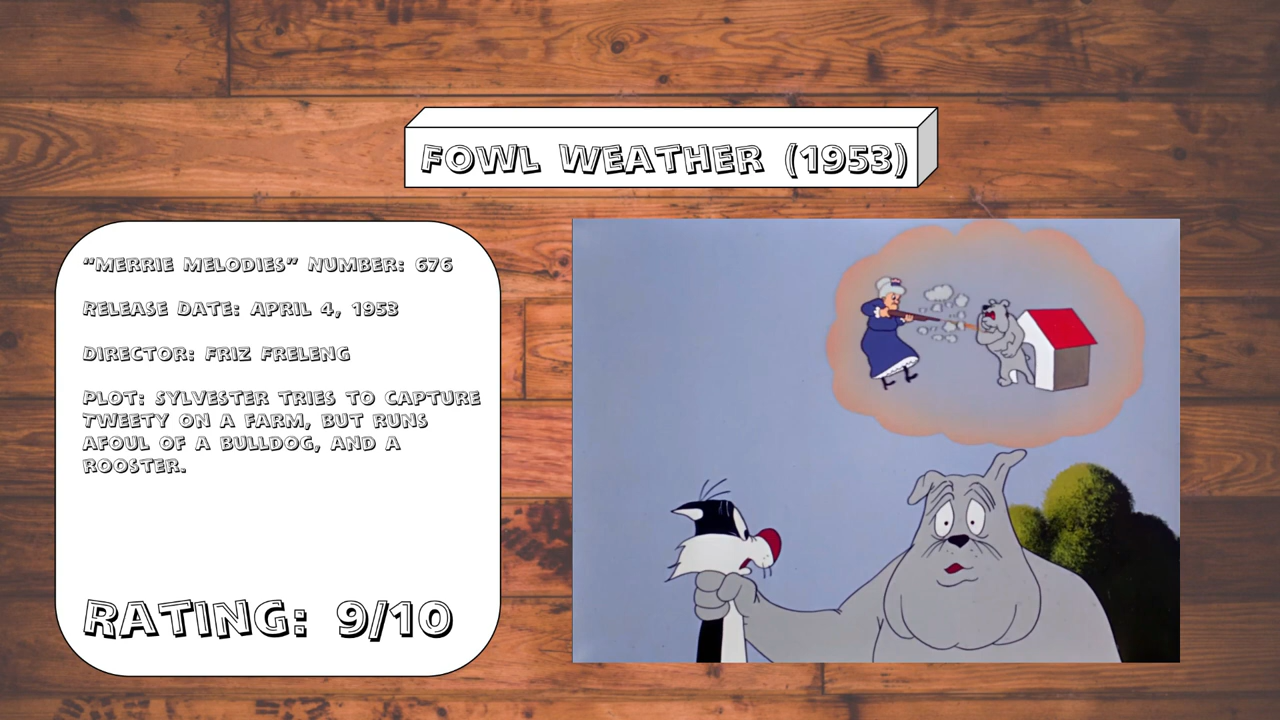 FOWL WEATHER (1953)
"MERRIE MELODIES" NUMBER: 676
RELEASE DATE: APRIL 4, 1953
DIRECTOR: FRIZ FRELENG
PLOT: SYLVESTER TRIES TO CAPTURE
TWEETY ON A FARM, BUT RUNS
AFOUL OF A BULLDOG, AND A
ROOSTER.
RATING: 9/10